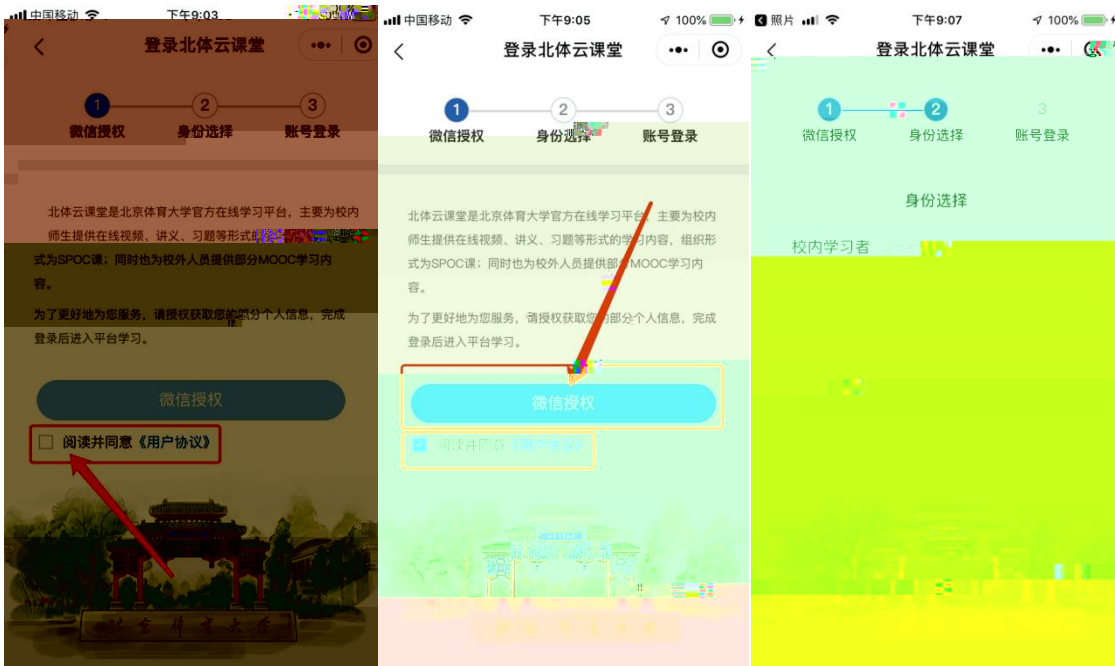 中国移动 下午9:03
登录北体云课堂
1 2 3
微信授权 身份选择 账号登录
北体云课堂是北京体育大学官方在线学习平台，主要为校内
师生提供在线视频、讲义、习题等形式
式为SPOC课；同时也为校外人员提供部分MOOC学习内
容。
为了更好地为您服务，请授权获取您的部分个人信息，完成
登录后进入平台学习。
微信授权
阅读并同意《用户协议》
北京体育大学
中国移动 下午9:05 100%
登录北体云课堂
1 2 3
微信授权 身份选择 账号登录
北体云课堂是北京体育大学官方在线学习平台，主要为校内
师生提供在线视频、讲义、习题等形式的学习内容，组织形
式为SPOC课；同时也为校外人员提供部分MOOC学习内
容。
为了更好地为您服务，请授权获取您的部分个人信息，完成
登录后进入平台学习。
微信授权
阅读并同意《用户协议》
照片 下午9:07 100%
登录北体云课堂
1 2 3
微信授权 身份选择 账号登录
身份选择
校内学习者